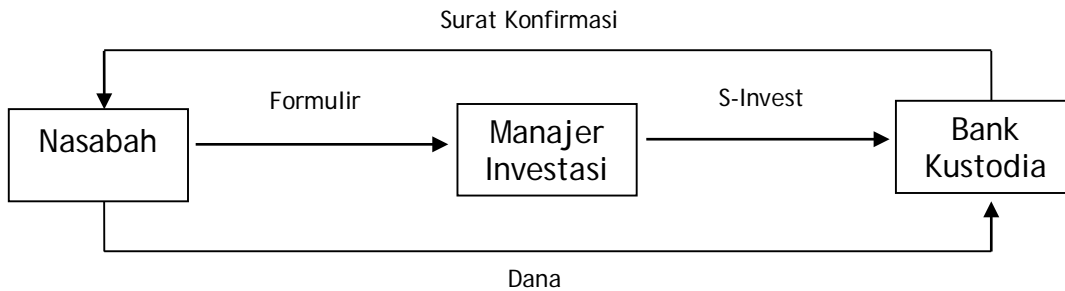 Surat Konfirmasi
Formulir
S-Invest
Nasabah
Manajer
Investasi
Bank
Kustodia
Dana